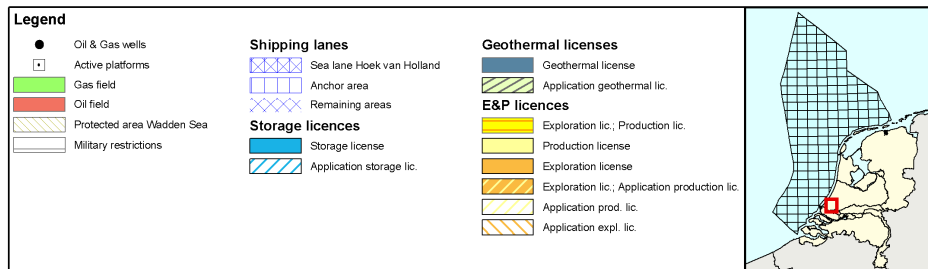 Legend
Oil & Gas wells
Active platforms
Gas field
Oil field
Protected area Wadden Sea
Military restrictions
Shipping lanes
Sea lane Hoek van Holland
Anchor area
Remaining areas
Storage licences
Storage license
Application storage lic.
Geothermal licenses
Geothermal license
Application geothermal lic.
E&P licences
Exploration lic.; Production lic.
Production license
Exploration license
Exploration lic.; Application production lic.
Application prod. lic.
Application expl. lic.